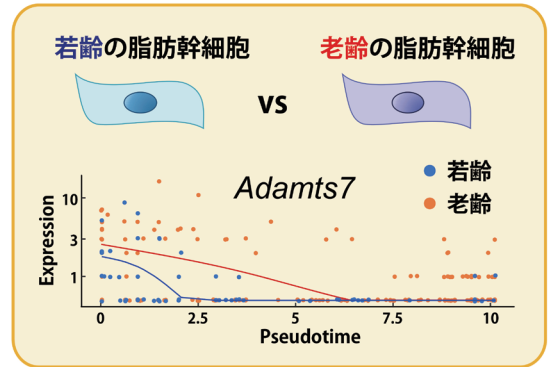 若齢の脂肪幹細胞
老齢の脂肪幹細胞
vs
Adamts7
若齢
老齢
Expression
10
3
1
0
2.5
5
7.5
10
Pseudotime